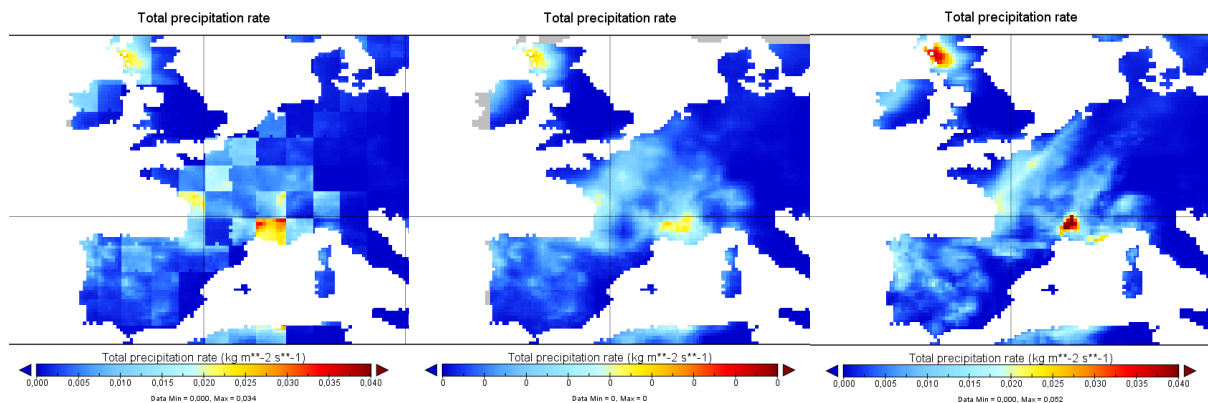 Total precipitation rate
Total precipitation rate (kg m**-2 s**-1)
0,000 0,005 0,010 0,015 0,020 0,025 0,030 0,035 0,040
Data Min = 0,000, Max = 0,034
Total precipitation rate
Total precipitation rate (kg m**-2 s**-1)
0 0 0 0 0 0 0 0
Data Min = 0, Max = 0
Total precipitation rate
Total precipitation rate (kg m**-2 s**-1)
0,000 0,005 0,010 0,015 0,020 0,025 0,030 0,035 0,040
Data Min = 0,000, Max = 0,052